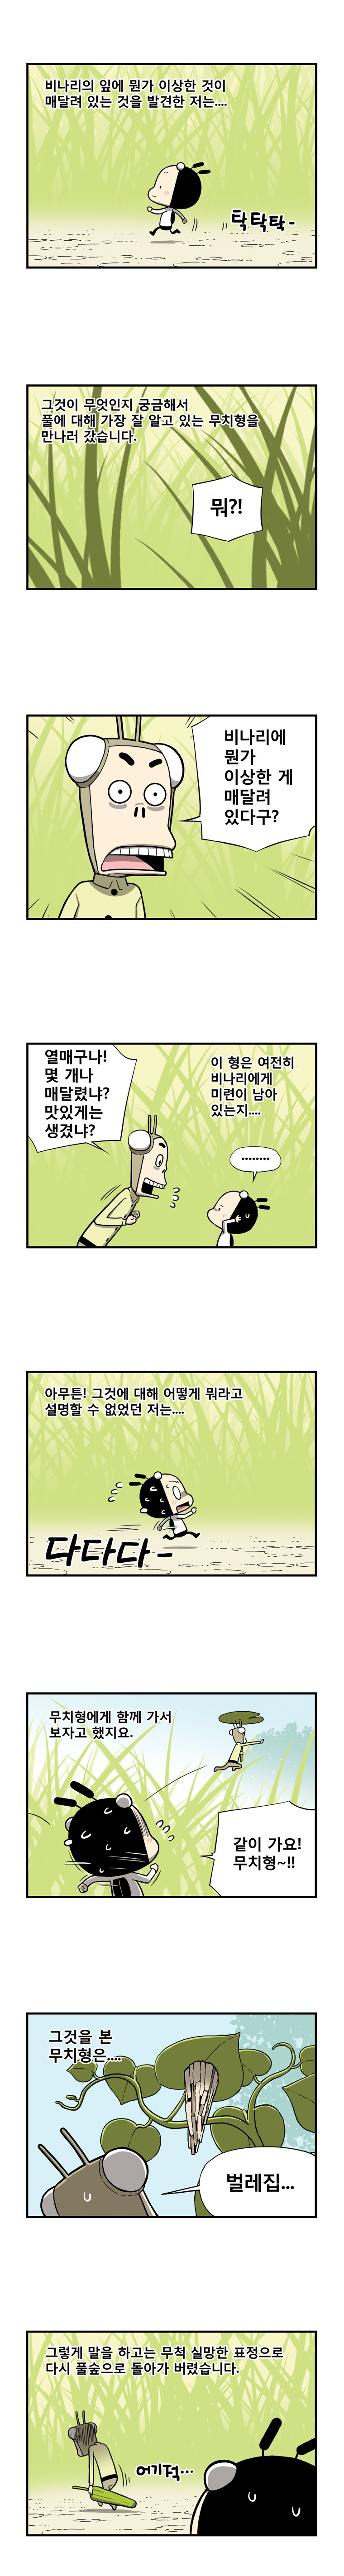 비나리의 잎에 뭔가 이상한 것이
매달려 있는 것을 발견한 저는....
탁탁탁-
그것이 무엇인지 궁금해서
풀에 대해 가장 잘 알고 있는 무치형을
만나러 갔습니다.
뭐?!
비나리에
뭔가
이상한 게
매달려
있다구?
열매구나!
몇 개나
매달렸냐?
맛있게는
생겼냐?
이 형은 여전히
비나리에게
미련이 남아
있는지....
........
아무튼! 그것에 대해 어떻게 뭐라고
설명할 수 없었던 저는....
다다다-
무치형에게 함께 가서
보자고 했지요.
같이 가요!
무치형~!!
그것을 본
무치형은....
벌레집...
그렇게 말을 하고는 무척 실망한 표정으로
다시 풀숲으로 돌아가 버렸습니다.
어기적...